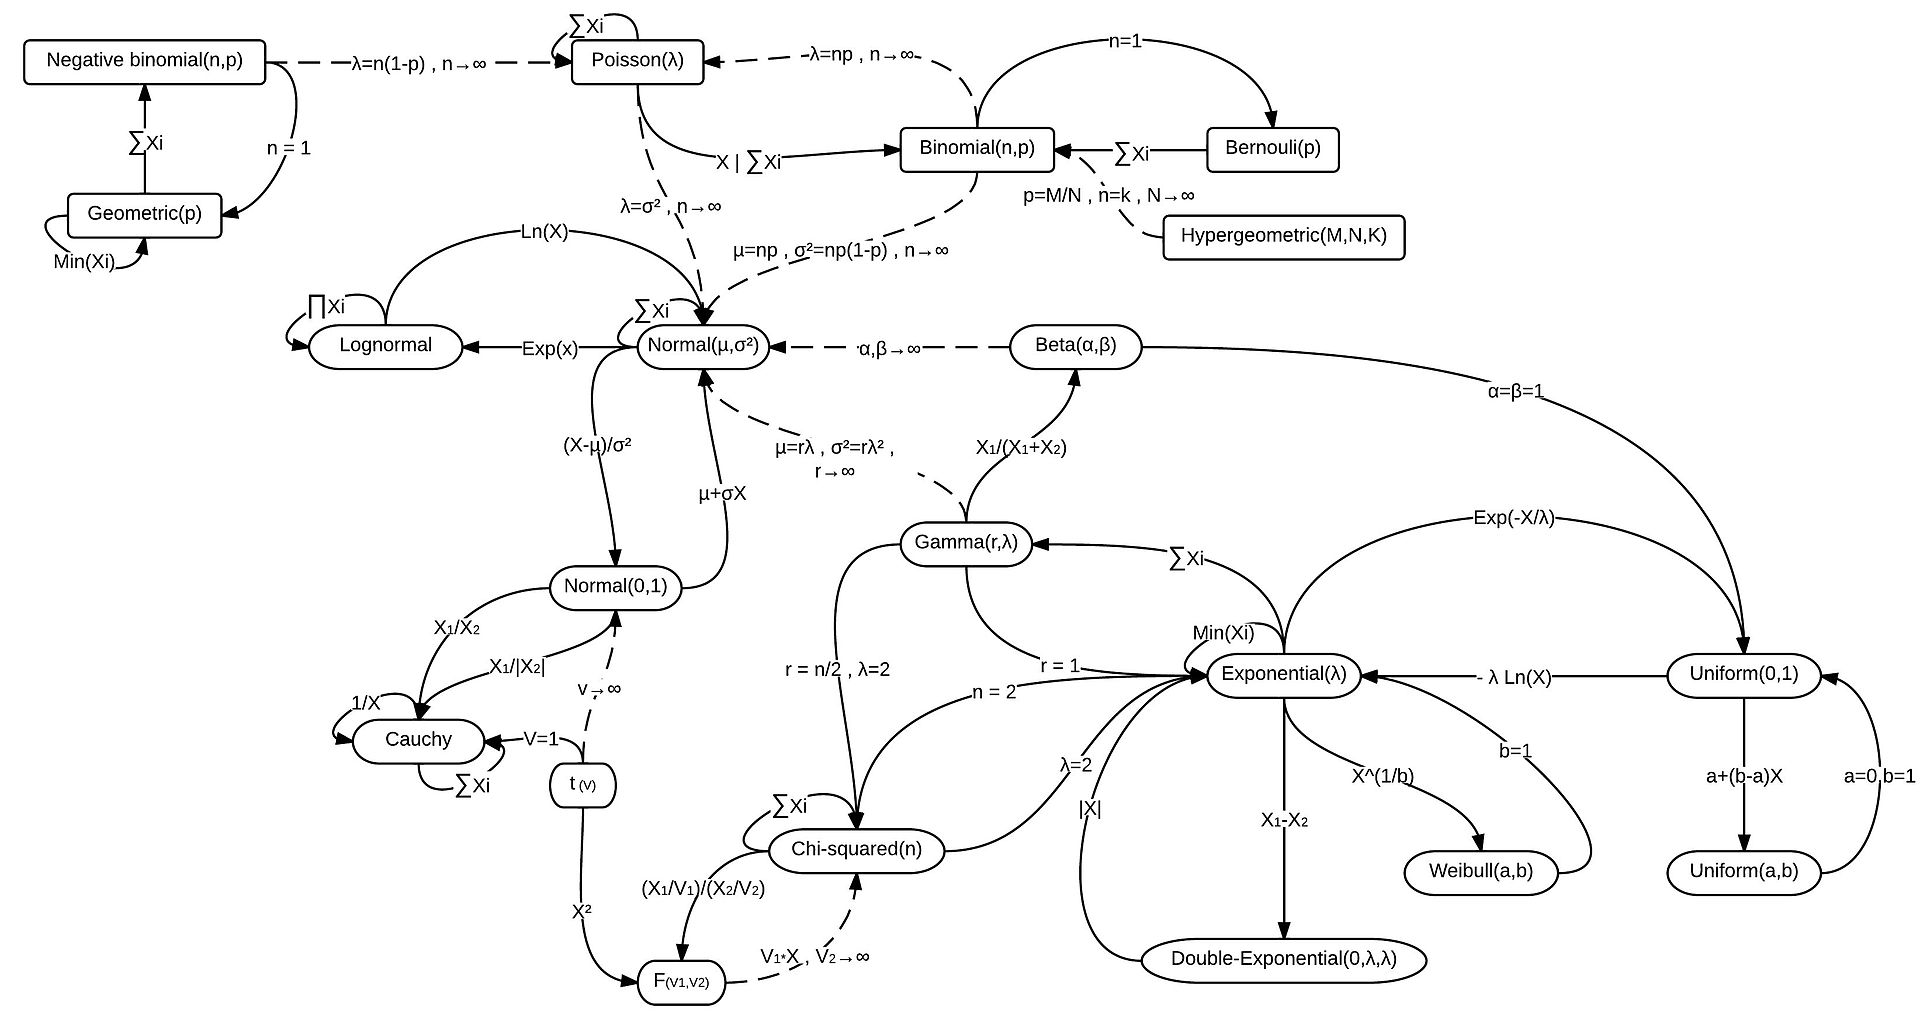 ∑Xi
n=1
Negative binomial(n,p)
λ=n(1-p) , n→∞
Poisson(λ)
λ=np , n→∞
∑Xi
n = 1
X | ∑Xi
Binomial(n,p)
∑Xi
Bernouli(p)
p=M/N , n=k , N→∞
Geometric(p)
λ=σ² , n→∞
Ln(X)
Hypergeometric(M,N,K)
Min(Xi)
µ=np , σ²=np(1-p) , n→∞
∏Xi
∑Xi
Lognormal
Exp(x)
Normal(µ,σ²)
α,β→∞
Beta(α,β)
α=β=1
(X-µ)/σ²
µ=rλ , σ²=rλ² ,
r→∞
X1/(X1+X2)
µ+σX
Exp(-X/λ)
Gamma(r,λ)
∑Xi
Normal(0,1)
X1/X2
Min(Xi)
X1/|X2|
r = n/2 , λ=2
r = 1
Exponential(λ)
- λ Ln(X)
Uniform(0,1)
v→∞
n = 2
1/X
Cauchy
V=1
b=1
λ=2
X^(1/b)
a+(b-a)X
a=0,b=1
∑Xi
t (V)
∑Xi
|X|
X1-X2
Chi-squared(n)
Weibull(a,b)
Uniform(a,b)
(X1/V1)/(X2/V2)
X²
V1*X , V2→∞
Double-Exponential(0,λ,λ)
F(V1,V2)